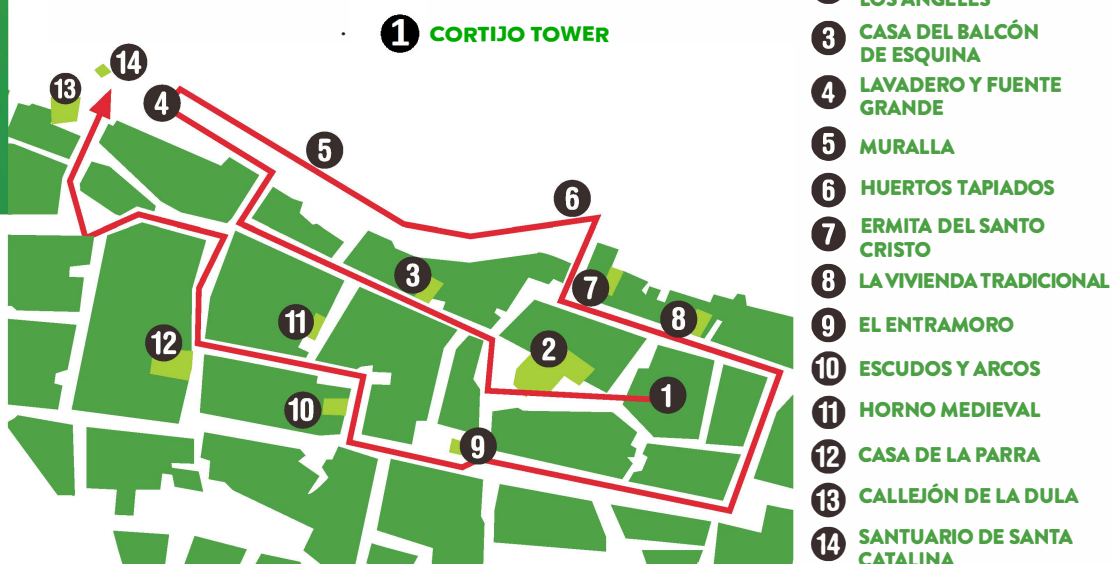 1 CORTIJO TOWER
14
13
4
5
6
3
7
11
8
12
2
1
10
9
LOS ANGELES
3 CASA DEL BALCÓN
DE ESQUINA
4 LAVADERO Y FUENTE
GRANDE
5 MURALLA
6 HUERTOS TAPIADOS
7 ERMITA DEL SANTO
CRISTO
8 LA VIVIENDA TRADICIONAL
9 EL ENTRAMORO
10 ESCUDOS Y ARCOS
11 HORNO MEDIEVAL
12 CASA DE LA PARRA
13 CALLEJÓN DE LA DULA
14 SANTUARIO DE SANTA
CATALINA